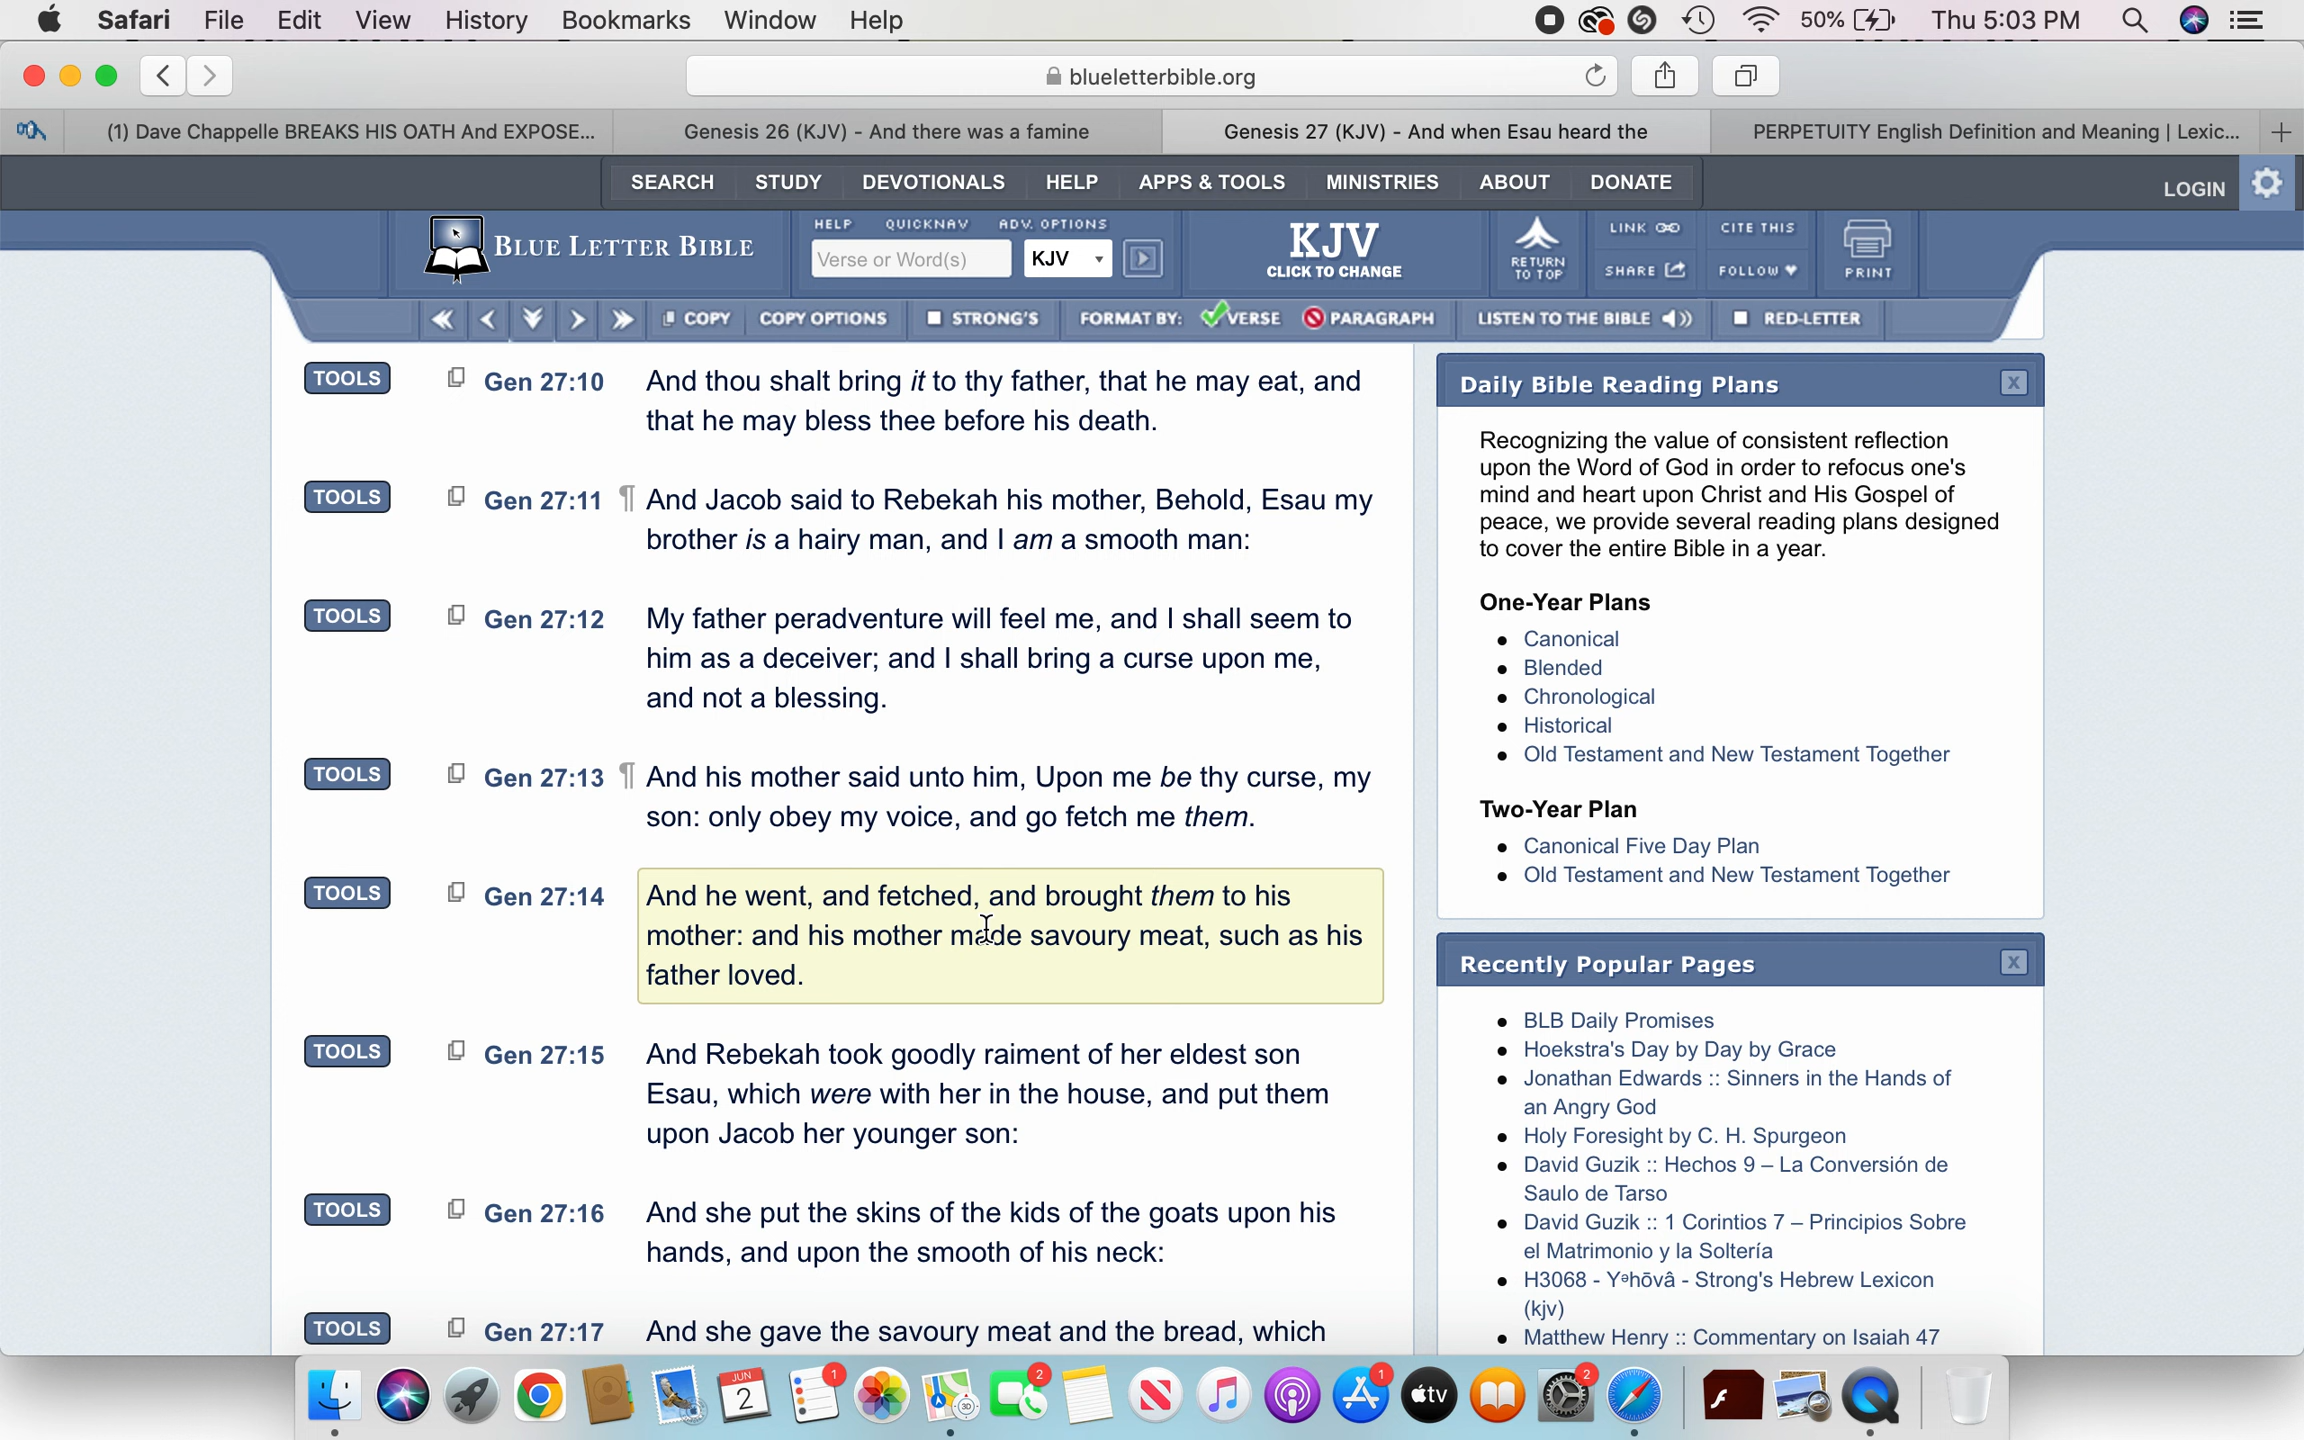 Safari File Edit View History Bookmarks Window Help 50% Thu 5:03 PM
blueletterbible.org
(1) Dave Chappelle BREAKS HIS OATH And EXPOSE... Genesis 26 (KJV) - And there was a famine Genesis 27 (KJV) - And when Esau heard the PERPETUITY English Definition and Meaning | Lexic...
SEARCH STUDY DEVOTIONALS HELP APPS & TOOLS MINISTRIES ABOUT DONATE LOGIN
BLUE LETTER BIBLE
HELP QUICKNAV ADV. OPTIONS
Verse or Word(s) KJV
KJV
CLICK TO CHANGE
RETURN
TO TOP
LINK CITE THIS
SHARE FOLLOW
PRINT
COPY COPY OPTIONS STRONG'S FORMAT BY: VERSE PARAGRAPH LISTEN TO THE BIBLE RED-LETTER
TOOLS Gen 27:10 And thou shalt bring it to thy father, that he may eat, and
that he may bless thee before his death.
TOOLS Gen 27:11 ¶ And Jacob said to Rebekah his mother, Behold, Esau my
brother is a hairy man, and I am a smooth man:
TOOLS Gen 27:12 My father peradventure will feel me, and I shall seem to
him as a deceiver; and I shall bring a curse upon me,
and not a blessing.
TOOLS Gen 27:13 ¶ And his mother said unto him, Upon me be thy curse, my
son: only obey my voice, and go fetch me them.
TOOLS Gen 27:14 And he went, and fetched, and brought them to his
mother: and his mother made savoury meat, such as his
father loved.
TOOLS Gen 27:15 And Rebekah took goodly raiment of her eldest son
Esau, which were with her in the house, and put them
upon Jacob her younger son:
TOOLS Gen 27:16 And she put the skins of the kids of the goats upon his
hands, and upon the smooth of his neck:
TOOLS Gen 27:17 And she gave the savoury meat and the bread, which
Daily Bible Reading Plans X
Recognizing the value of consistent reflection
upon the Word of God in order to refocus one's
mind and heart upon Christ and His Gospel of
peace, we provide several reading plans designed
to cover the entire Bible in a year.
One-Year Plans
• Canonical
• Blended
• Chronological
• Historical
• Old Testament and New Testament Together
Two-Year Plan
• Canonical Five Day Plan
• Old Testament and New Testament Together
Recently Popular Pages X
• BLB Daily Promises
• Hoekstra's Day by Day by Grace
• Jonathan Edwards :: Sinners in the Hands of
an Angry God
• Holy Foresight by C. H. Spurgeon
• David Guzik :: Hechos 9 – La Conversión de
Saulo de Tarso
• David Guzik :: 1 Corintios 7 – Principios Sobre
el Matrimonio y la Soltería
• H3068 - Yᵊhōvâ - Strong's Hebrew Lexicon
(kjv)
• Matthew Henry :: Commentary on Isaiah 47
JUN
2 1 3D 2 1 tv 2